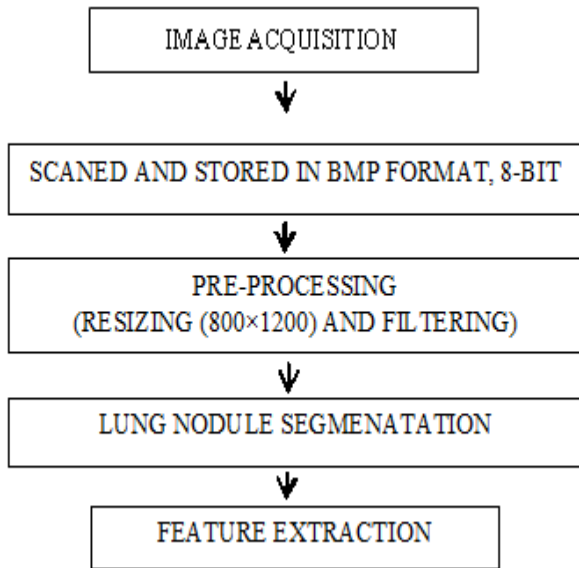 IMAGE ACQUISITION
SCANED AND STORED IN BMP FORMAT, 8-BIT
PRE-PROCESSING
(RESIZING (800×1200) AND FILTERING)
LUNG NODULE SEGMENATATION
FEATURE EXTRACTION